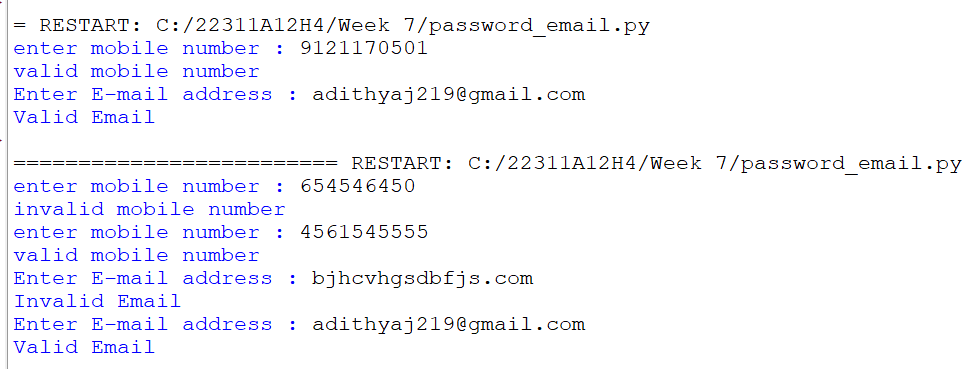 = RESTART: C:/22311A12H4/Week 7/password_email.py
enter mobile number : 9121170501
valid mobile number
Enter E-mail address : adithyaj219@gmail.com
Valid Email
========================= RESTART: C:/22311A12H4/Week 7/password_email.py
enter mobile number : 654546450
invalid mobile number
enter mobile number : 4561545555
valid mobile number
Enter E-mail address : bjhcvhgsdbfjs.com
Invalid Email
Enter E-mail address : adithyaj219@gmail.com
Valid Email